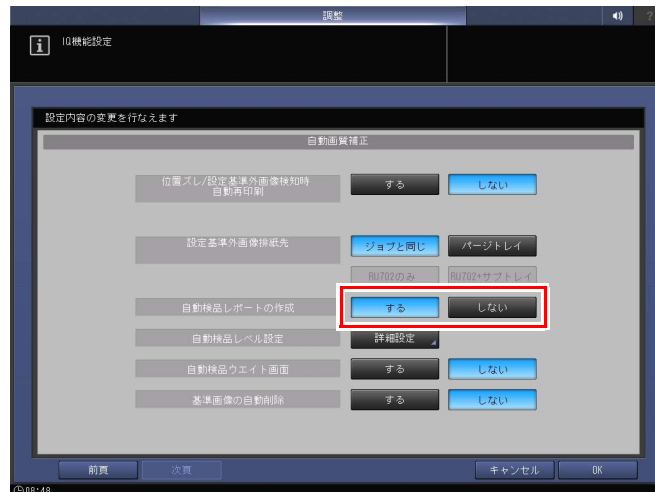 調整
?
i
IQ機能設定
設定内容の変更を行なえます
自動画質補正
位置ズレ/設定基準外画像検知時
自動再印刷
する
しない
設定基準外画像排紙先
ジョブと同じ
パージトレイ
RU702のみ
RU702+サブトレイ
自動検品レポートの作成
する
しない
自動検品レベル設定
詳細設定
自動検品ウエイト画面
する
しない
基準画像の自動削除
する
しない
前頁
次頁
キャンセル
OK
08:48